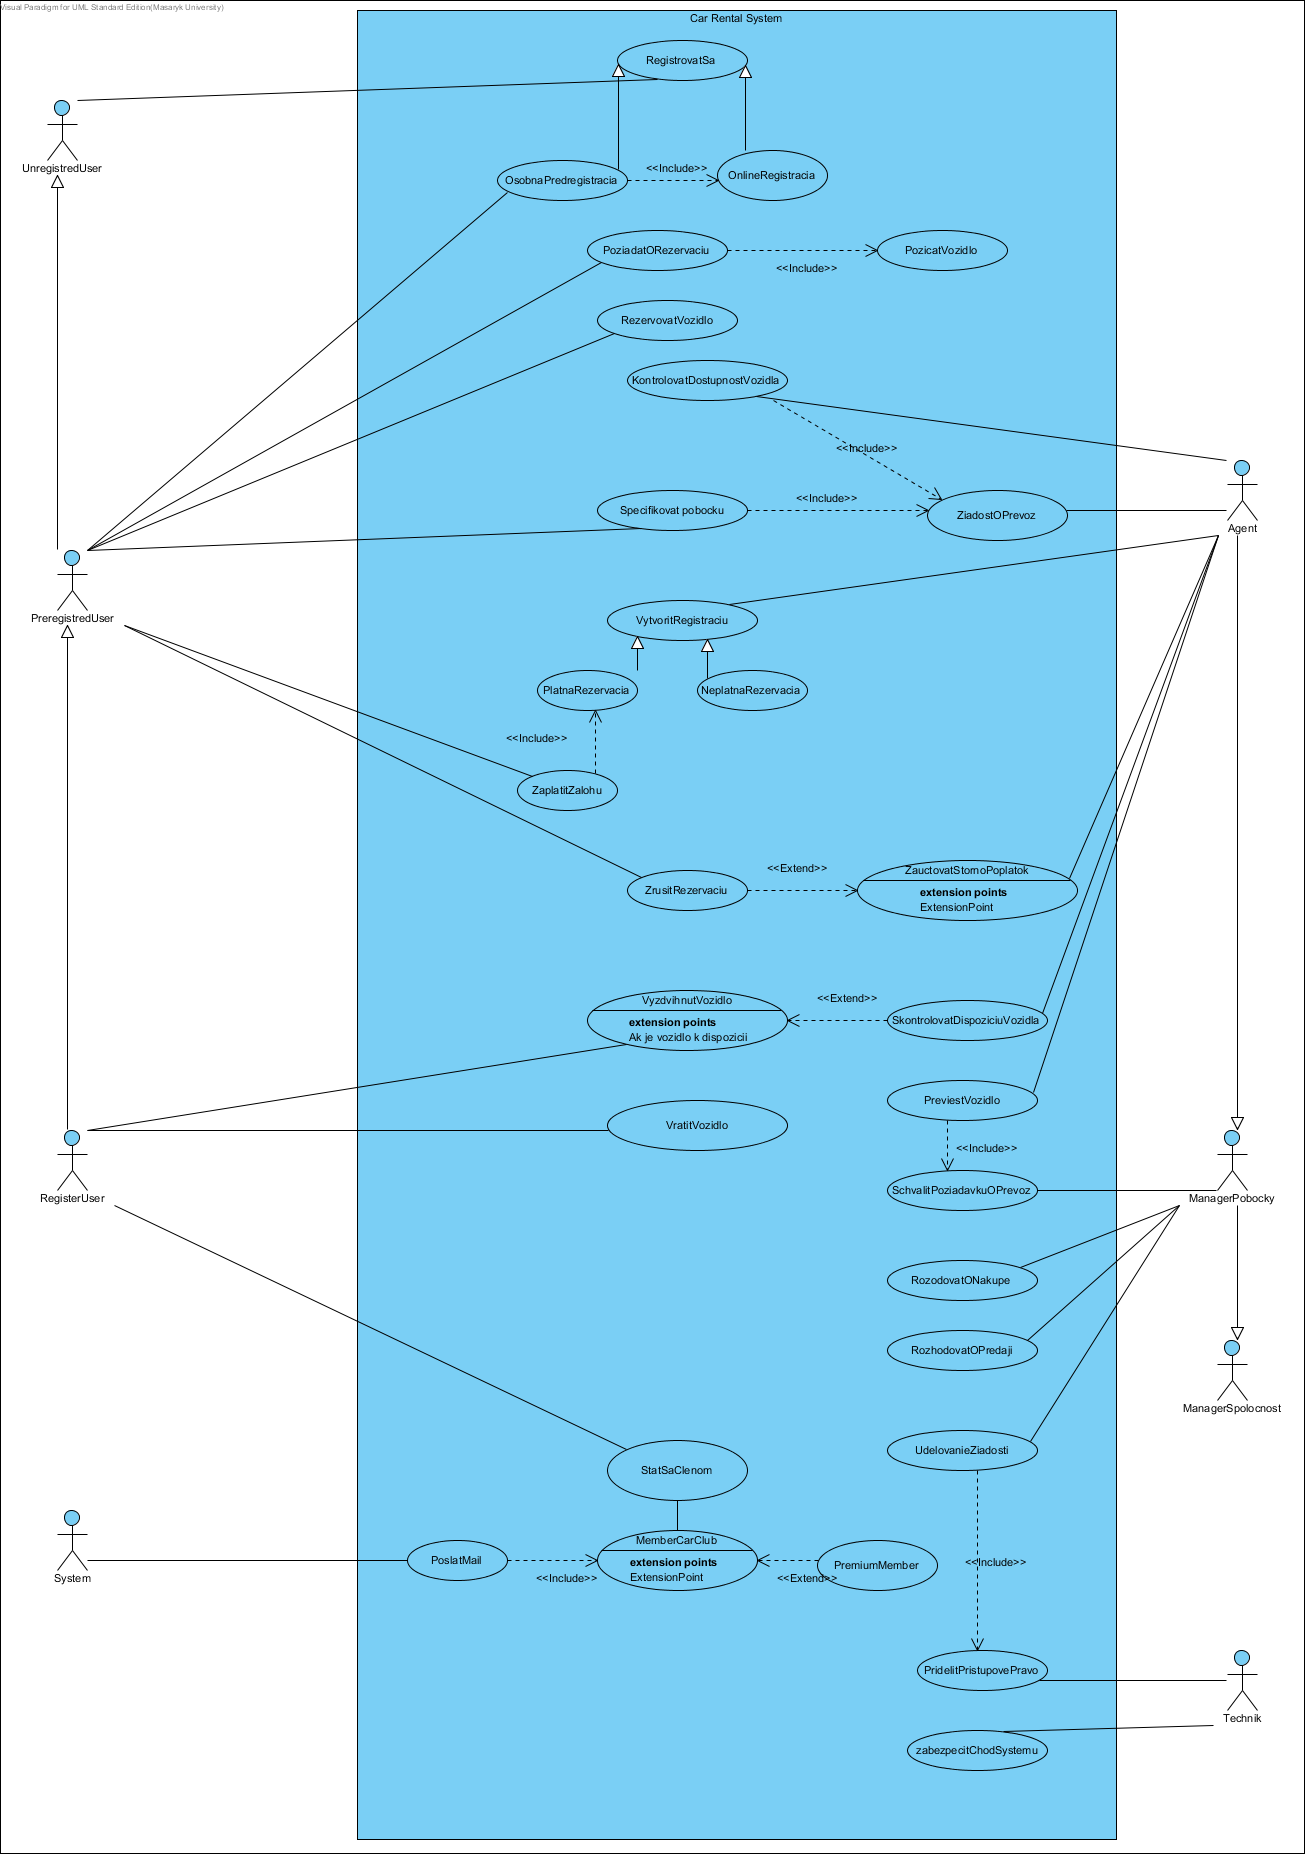 Visual Paradigm for UML Standard Edition(Masaryk University)
Car Rental System
RegistrovatSa
UnregistredUser
<<Include>>
OsobnaPredregistracia
OnlineRegistracia
PoziadatORezervaciu
PozicatVozidlo
<<Include>>
RezervovatVozidlo
KontrolovatDostupnostVozidla
<<Include>>
Specifikovat pobocku
<<Include>>
ZiadostOPrevoz
Agent
PreregistredUser
VytvoritRegistraciu
PlatnaRezervacia
NeplatnaRezervacia
<<Include>>
ZaplatitZalohu
ZrusitRezervaciu
<<Extend>>
ZauctovatStornoPoplatok
extension points
ExtensionPoint
VyzdvihnutVozidlo
extension points
Ak je vozidlo k dispozicii
<<Extend>>
SkontrolovatDispoziciuVozidla
PreviestVozidlo
VratitVozidlo
<<Include>>
RegisterUser
SchvalitPoziadavkuOPrevoz
ManagerPobocky
RozodovatONakupe
RozhodovatOPredaji
ManagerSpolocnost
UdelovanieZiadosti
StatSaClenom
MemberCarClub
extension points
ExtensionPoint
System
PoslatMail
<<Include>>
<<Extend>>
PremiumMember
<<Include>>
PridelitPristupovePravo
Technik
zabezpecitChodSystemu